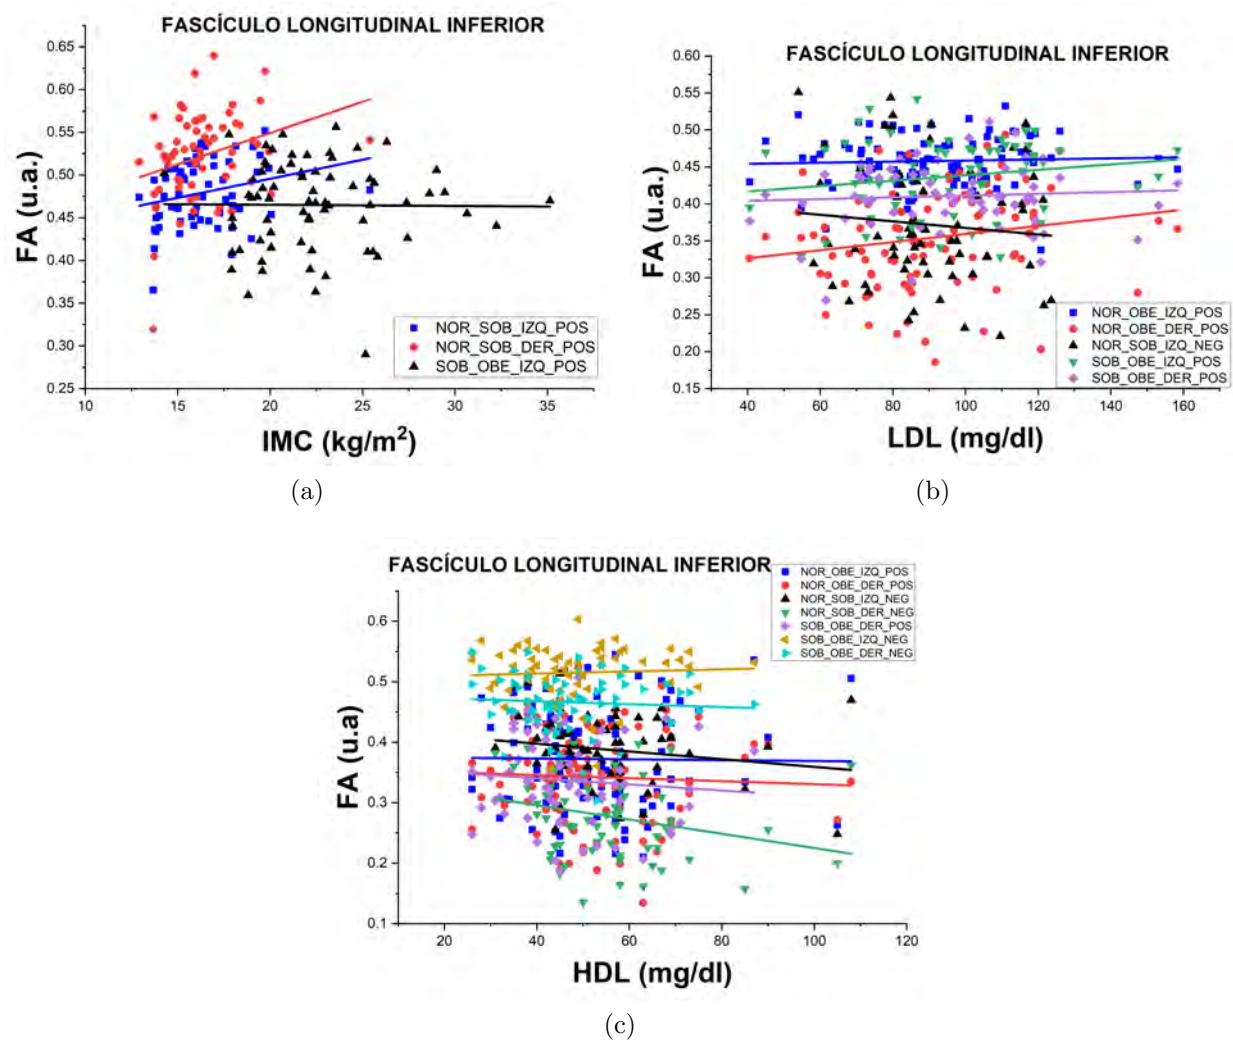 FASCÍCULO LONGITUDINAL INFERIOR
0.65
0.60
0.55
0.50
0.45
0.40
0.35
0.30
0.25
FA (u.a.)
10 15 20 25 30 35
IMC (kg/m²)
NOR_SOB_IZQ_POS
NOR_SOB_DER_POS
SOB_OBE_IZQ_POS
(a)
FASCÍCULO LONGITUDINAL INFERIOR
0.60
0.55
0.50
0.45
0.40
0.35
0.30
0.25
0.20
0.15
FA (u.a.)
40 60 80 100 120 140 160
LDL (mg/dl)
NOR_OBE_IZQ_POS
NOR_OBE_DER_POS
NOR_SOB_IZQ_NEG
SOB_OBE_IZQ_POS
SOB_OBE_DER_POS
(b)
FASCÍCULO LONGITUDINAL INFERIOR
NOR_OBE_IZQ_POS
NOR_OBE_DER_POS
NOR_SOB_IZQ_NEG
NOR_SOB_DER_NEG
SOB_OBE_DER_POS
SOB_OBE_IZQ_NEG
SOB_OBE_DER_NEG
0.6
0.5
0.4
0.3
0.2
0.1
FA (u.a)
20 40 60 80 100 120
HDL (mg/dl)
(c)